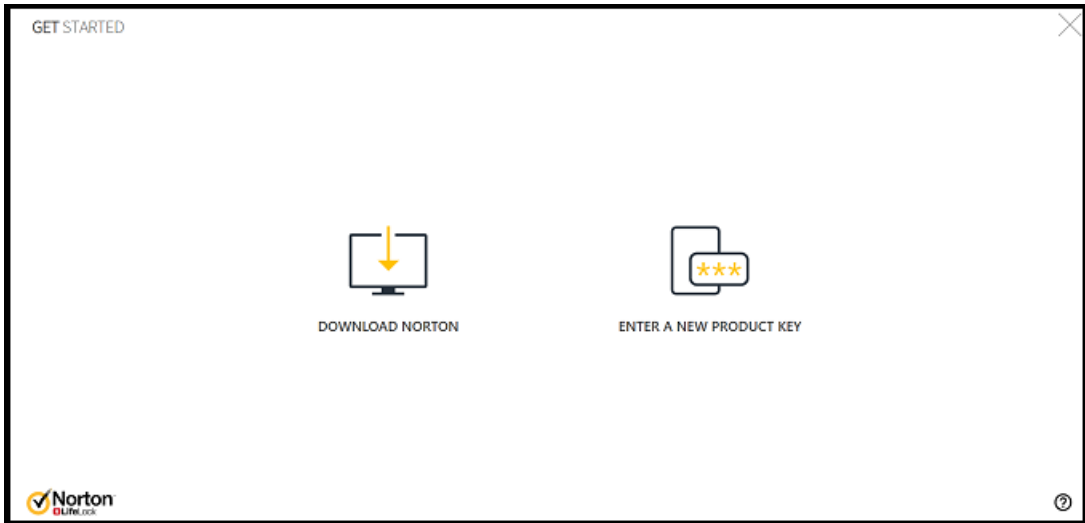 GET STARTED
***
DOWNLOAD NORTON
ENTER A NEW PRODUCT KEY
Norton
LifeLock
?